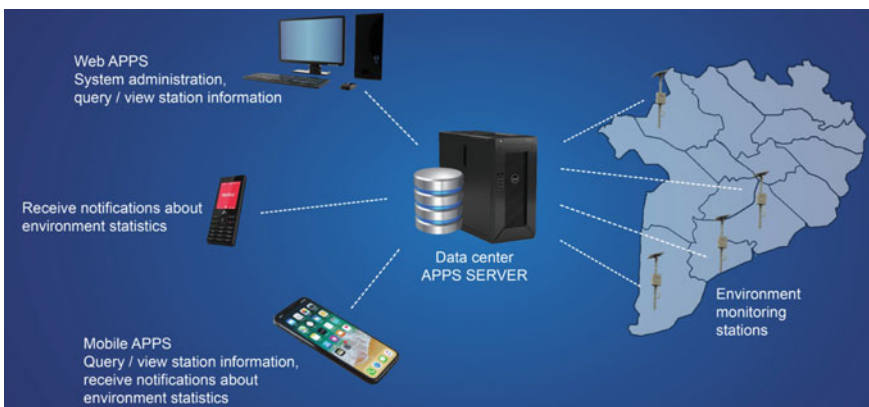 Web APPS
System administration,
query / view station information
Receive notifications about
environment statistics
Mobile APPS
Query / view station information,
receive notifications about
environment statistics
Data center
APPS SERVER
Environment
monitoring
stations